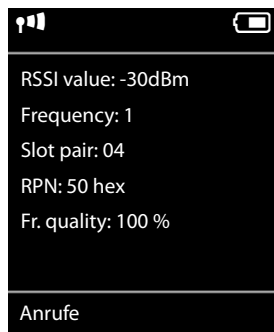 RSSI value: -30dBm
Frequency: 1
Slot pair: 04
RPN: 50 hex
Fr. quality: 100 %
Anrufe